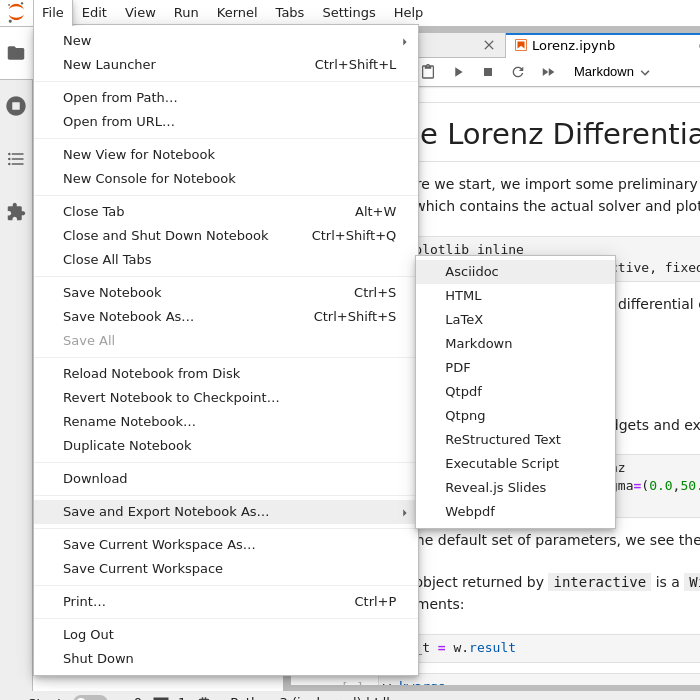 File Edit View Run Kernel Tabs Settings Help
New
New Launcher Ctrl+Shift+L
Open from Path…
Open from URL…
New View for Notebook
New Console for Notebook
Close Tab Alt+W
Close and Shut Down Notebook Ctrl+Shift+Q
Close All Tabs
Save Notebook Ctrl+S
Save Notebook As… Ctrl+Shift+S
Save All
Reload Notebook from Disk
Revert Notebook to Checkpoint…
Rename Notebook…
Duplicate Notebook
Download
Save and Export Notebook As…
Save Current Workspace As…
Save Current Workspace
Print… Ctrl+P
Log Out
Shut Down
Asciidoc
HTML
LaTeX
Markdown
PDF
Qtpdf
Qtpng
ReStructured Text
Executable Script
Reveal.js Slides
Webpdf
Lorenz.ipynb
Markdown
e Lorenz Differentia
re we start, we import some preliminary
which contains the actual solver and plot
plotlib inline
ctive, fixed
differential
dgets and ex
nz
gma=(0.0,50.
he default set of parameters, we see the
object returned by interactive is a Wi
ments:
_t = w.result